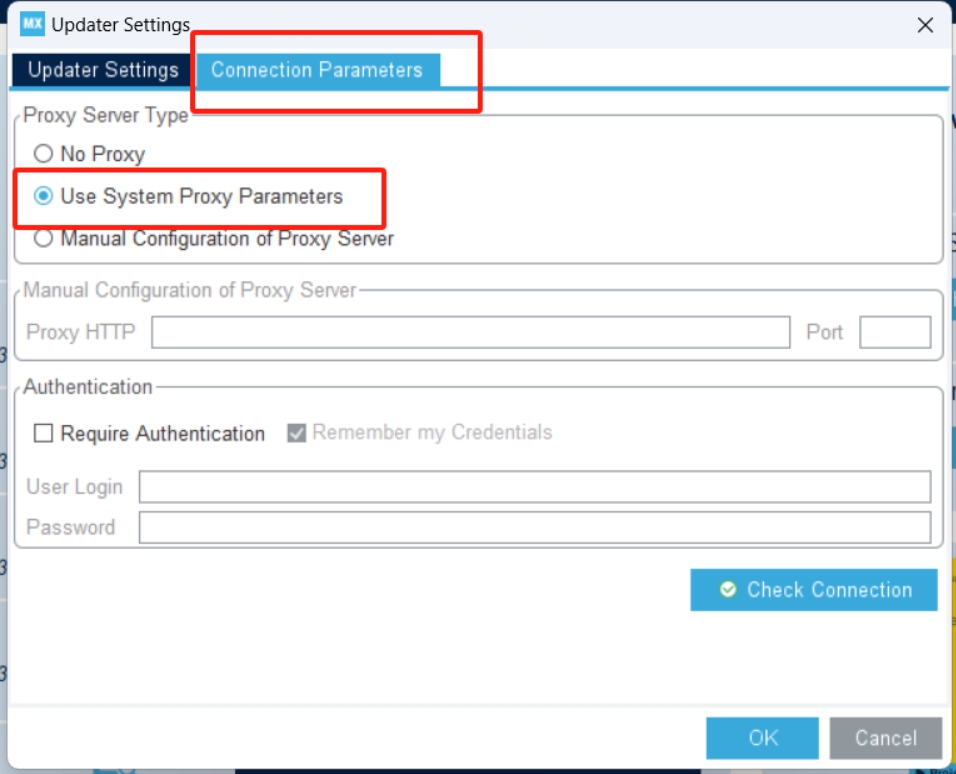 MX Updater Settings
Updater Settings Connection Parameters
Proxy Server Type
No Proxy
Use System Proxy Parameters
Manual Configuration of Proxy Server
Manual Configuration of Proxy Server
Proxy HTTP Port
Authentication
Require Authentication Remember my Credentials
User Login
Password
Check Connection
OK Cancel